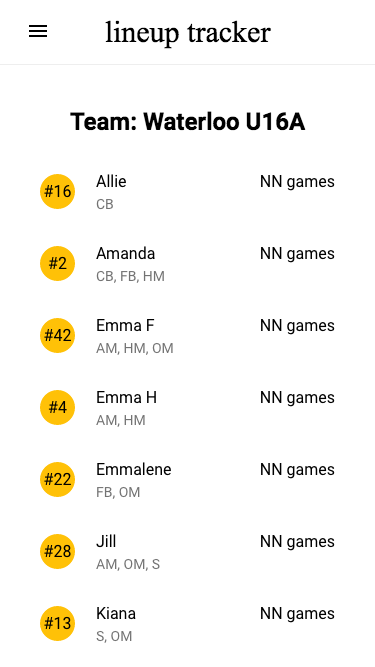 lineup tracker
Team: Waterloo U16A
#16 Allie NN games
CB
#2 Amanda NN games
CB, FB, HM
#42 Emma F NN games
AM, HM, OM
#4 Emma H NN games
AM, HM
#22 Emmalene NN games
FB, OM
#28 Jill NN games
AM, OM, S
#13 Kiana NN games
S, OM